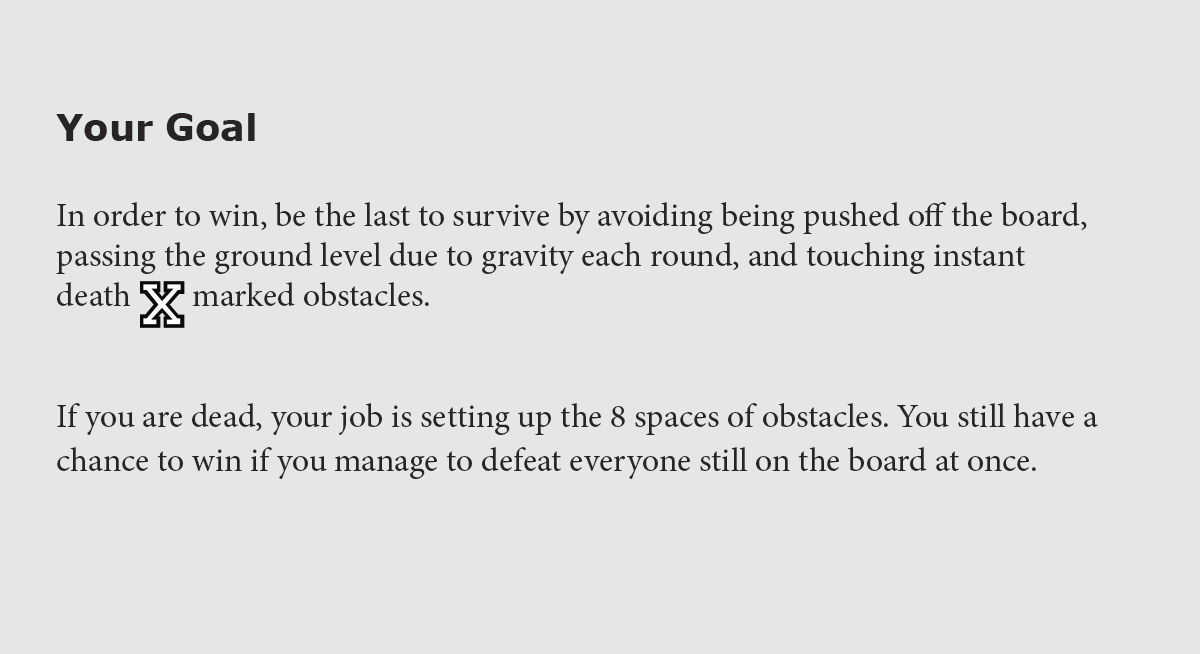 Your Goal
In order to win, be the last to survive by avoiding being pushed off the board,
passing the ground level due to gravity each round, and touching instant
death X marked obstacles.
If you are dead, your job is setting up the 8 spaces of obstacles. You still have a
chance to win if you manage to defeat everyone still on the board at once.